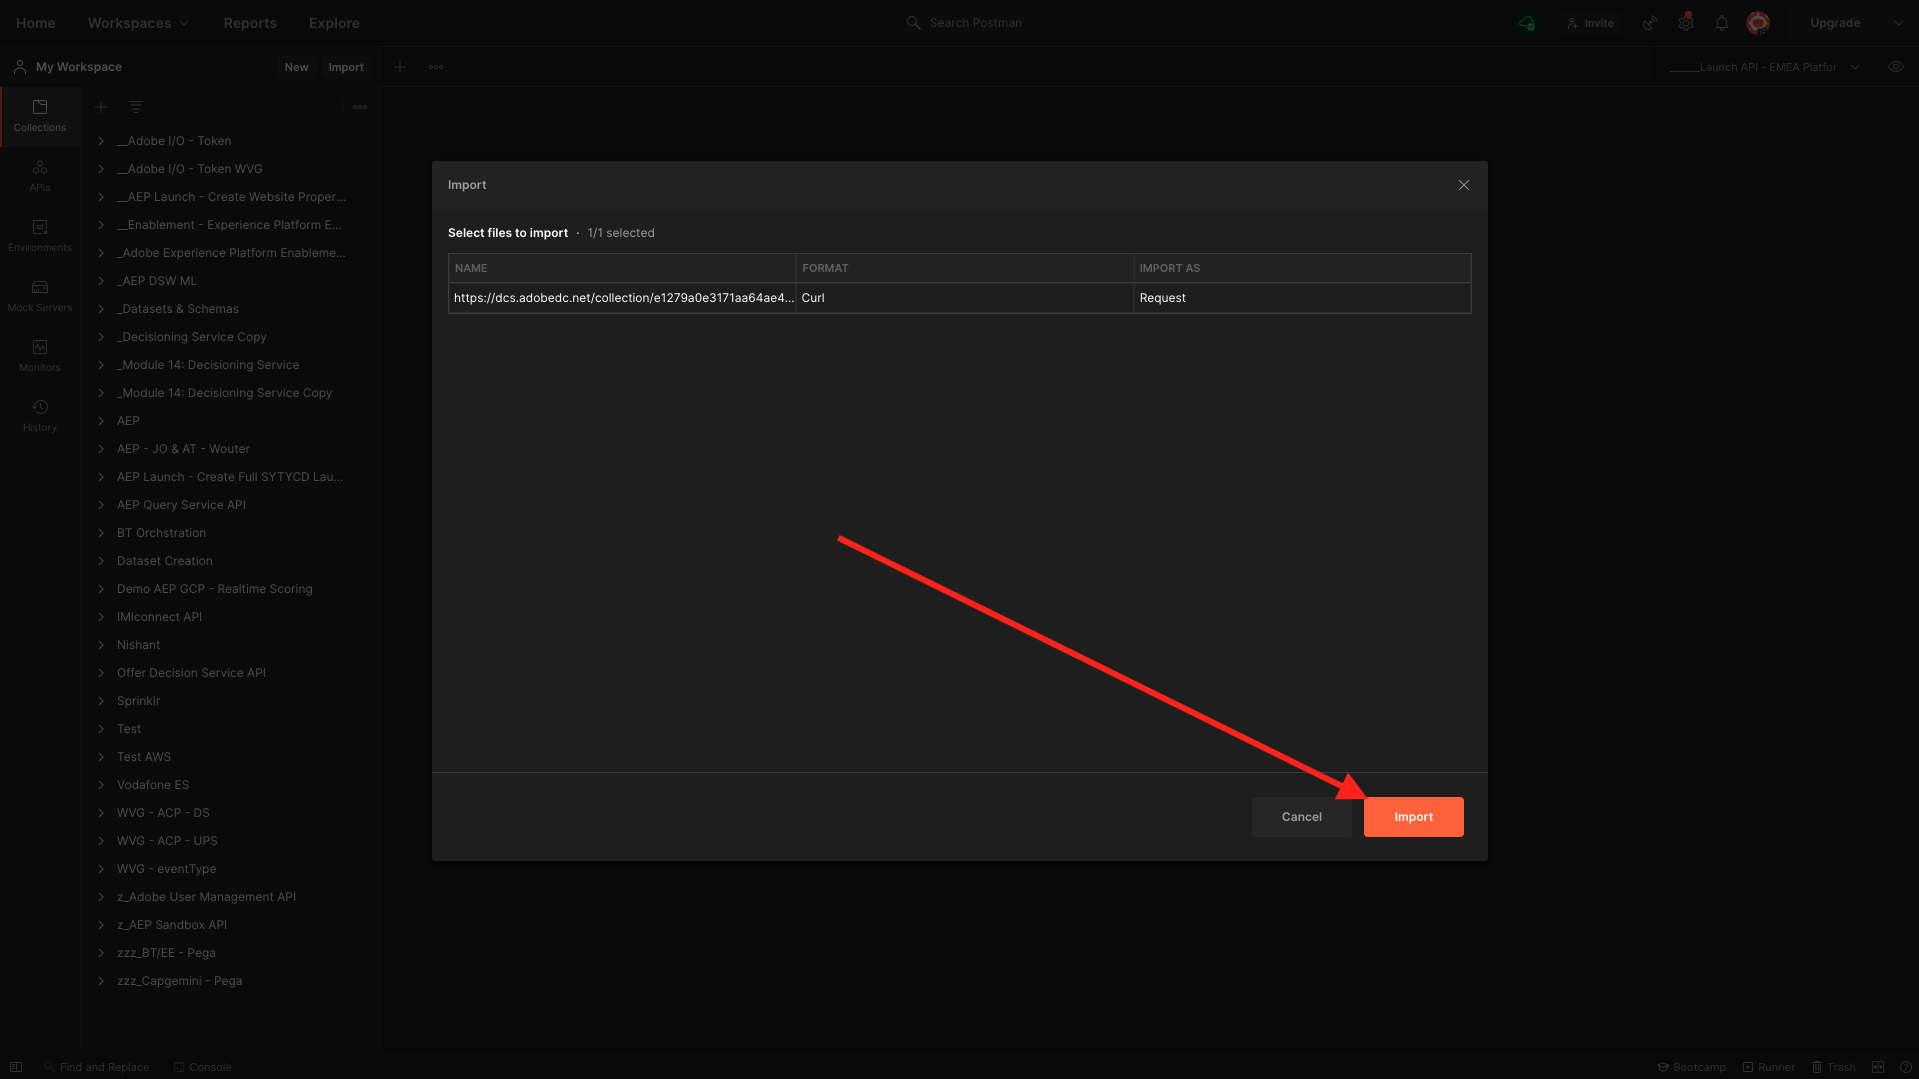 Home Workspaces Reports Explore Search Postman Invite Upgrade
My Workspace New Import ______Launch API - EMEA Platfor
Collections
APIs
Environments
Mock Servers
Monitors
History
__Adobe I/O - Token
__Adobe I/O - Token WVG
__AEP Launch - Create Website Proper...
__Enablement - Experience Platform E...
_Adobe Experience Platform Enableme...
_AEP DSW ML
_Datasets & Schemas
_Decisioning Service Copy
_Module 14: Decisioning Service
_Module 14: Decisioning Service Copy
AEP
AEP - JO & AT - Wouter
AEP Launch - Create Full SYTYCD Lau...
AEP Query Service API
BT Orchstration
Dataset Creation
Demo AEP GCP - Realtime Scoring
IMIconnect API
Nishant
Offer Decision Service API
Sprinklr
Test
Test AWS
Vodafone ES
WVG - ACP - DS
WVG - ACP - UPS
WVG - eventType
z_Adobe User Management API
z_AEP Sandbox API
zzz_BT/EE - Pega
zzz_Capgemini - Pega
Import
Select files to import · 1/1 selected
NAME FORMAT IMPORT AS
https://dcs.adobedc.net/collection/e1279a0e3171aa64ae4... Curl Request
Cancel Import
Find and Replace Console Bootcamp Runner Trash